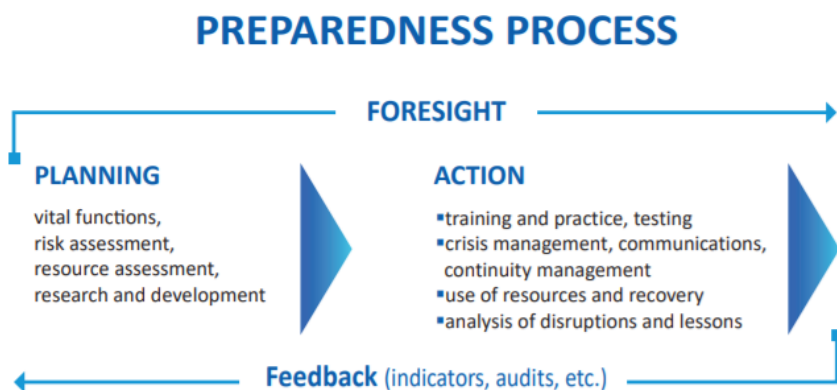 PREPAREDNESS PROCESS
FORESIGHT
PLANNING
vital functions,
risk assessment,
resource assessment,
research and development
ACTION
▪training and practice, testing
▪crisis management, communications,
continuity management
▪use of resources and recovery
▪analysis of disruptions and lessons
Feedback (indicators, audits, etc.)